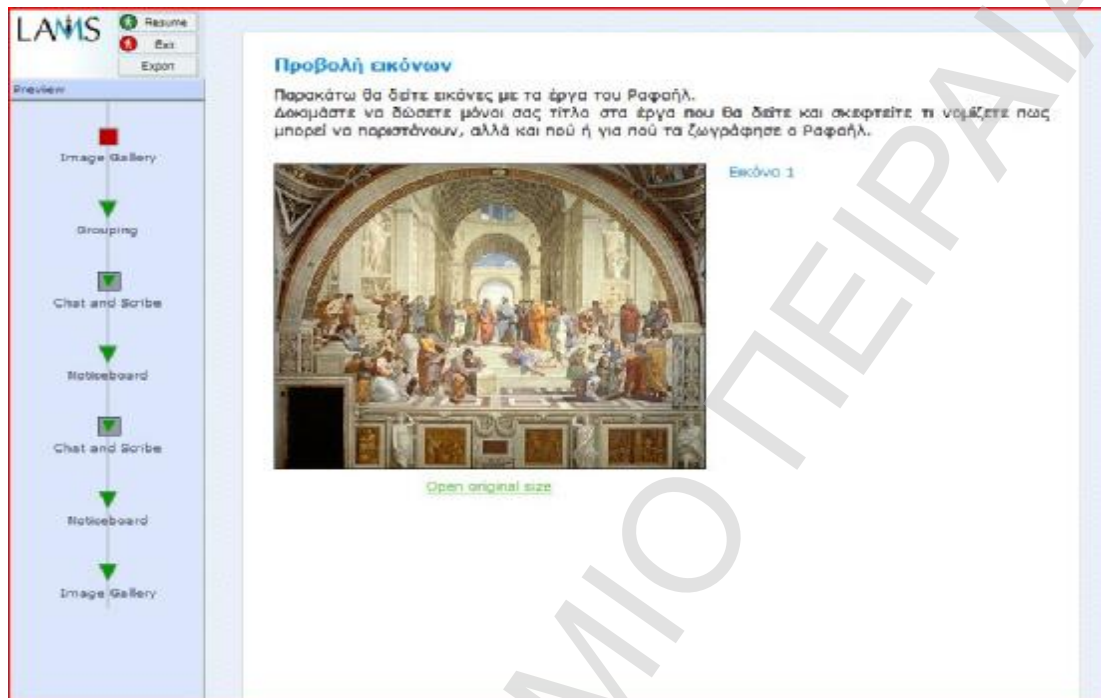 LAMS
Resume
Exit
Export
Preview
Image Gallery
Grouping
Chat and Scribe
Noticeboard
Chat and Scribe
Noticeboard
Image Gallery
Προβολή εικόνων
Παρακάτω θα δείτε εικόνες με τα έργα του Ραφαήλ.
Δοκιμάστε να δώσετε μόνοι σας τίτλο στα έργα που θα δείτε και σκεφτείτε τι νομίζετε πως
μπορεί να παριστάνουν, αλλά και πού ή για πού τα ζωγράφησε ο Ραφαήλ.
Εικόνα 1
Open original size
ΜΙΟ ΠΕΙΡΑΙΑ